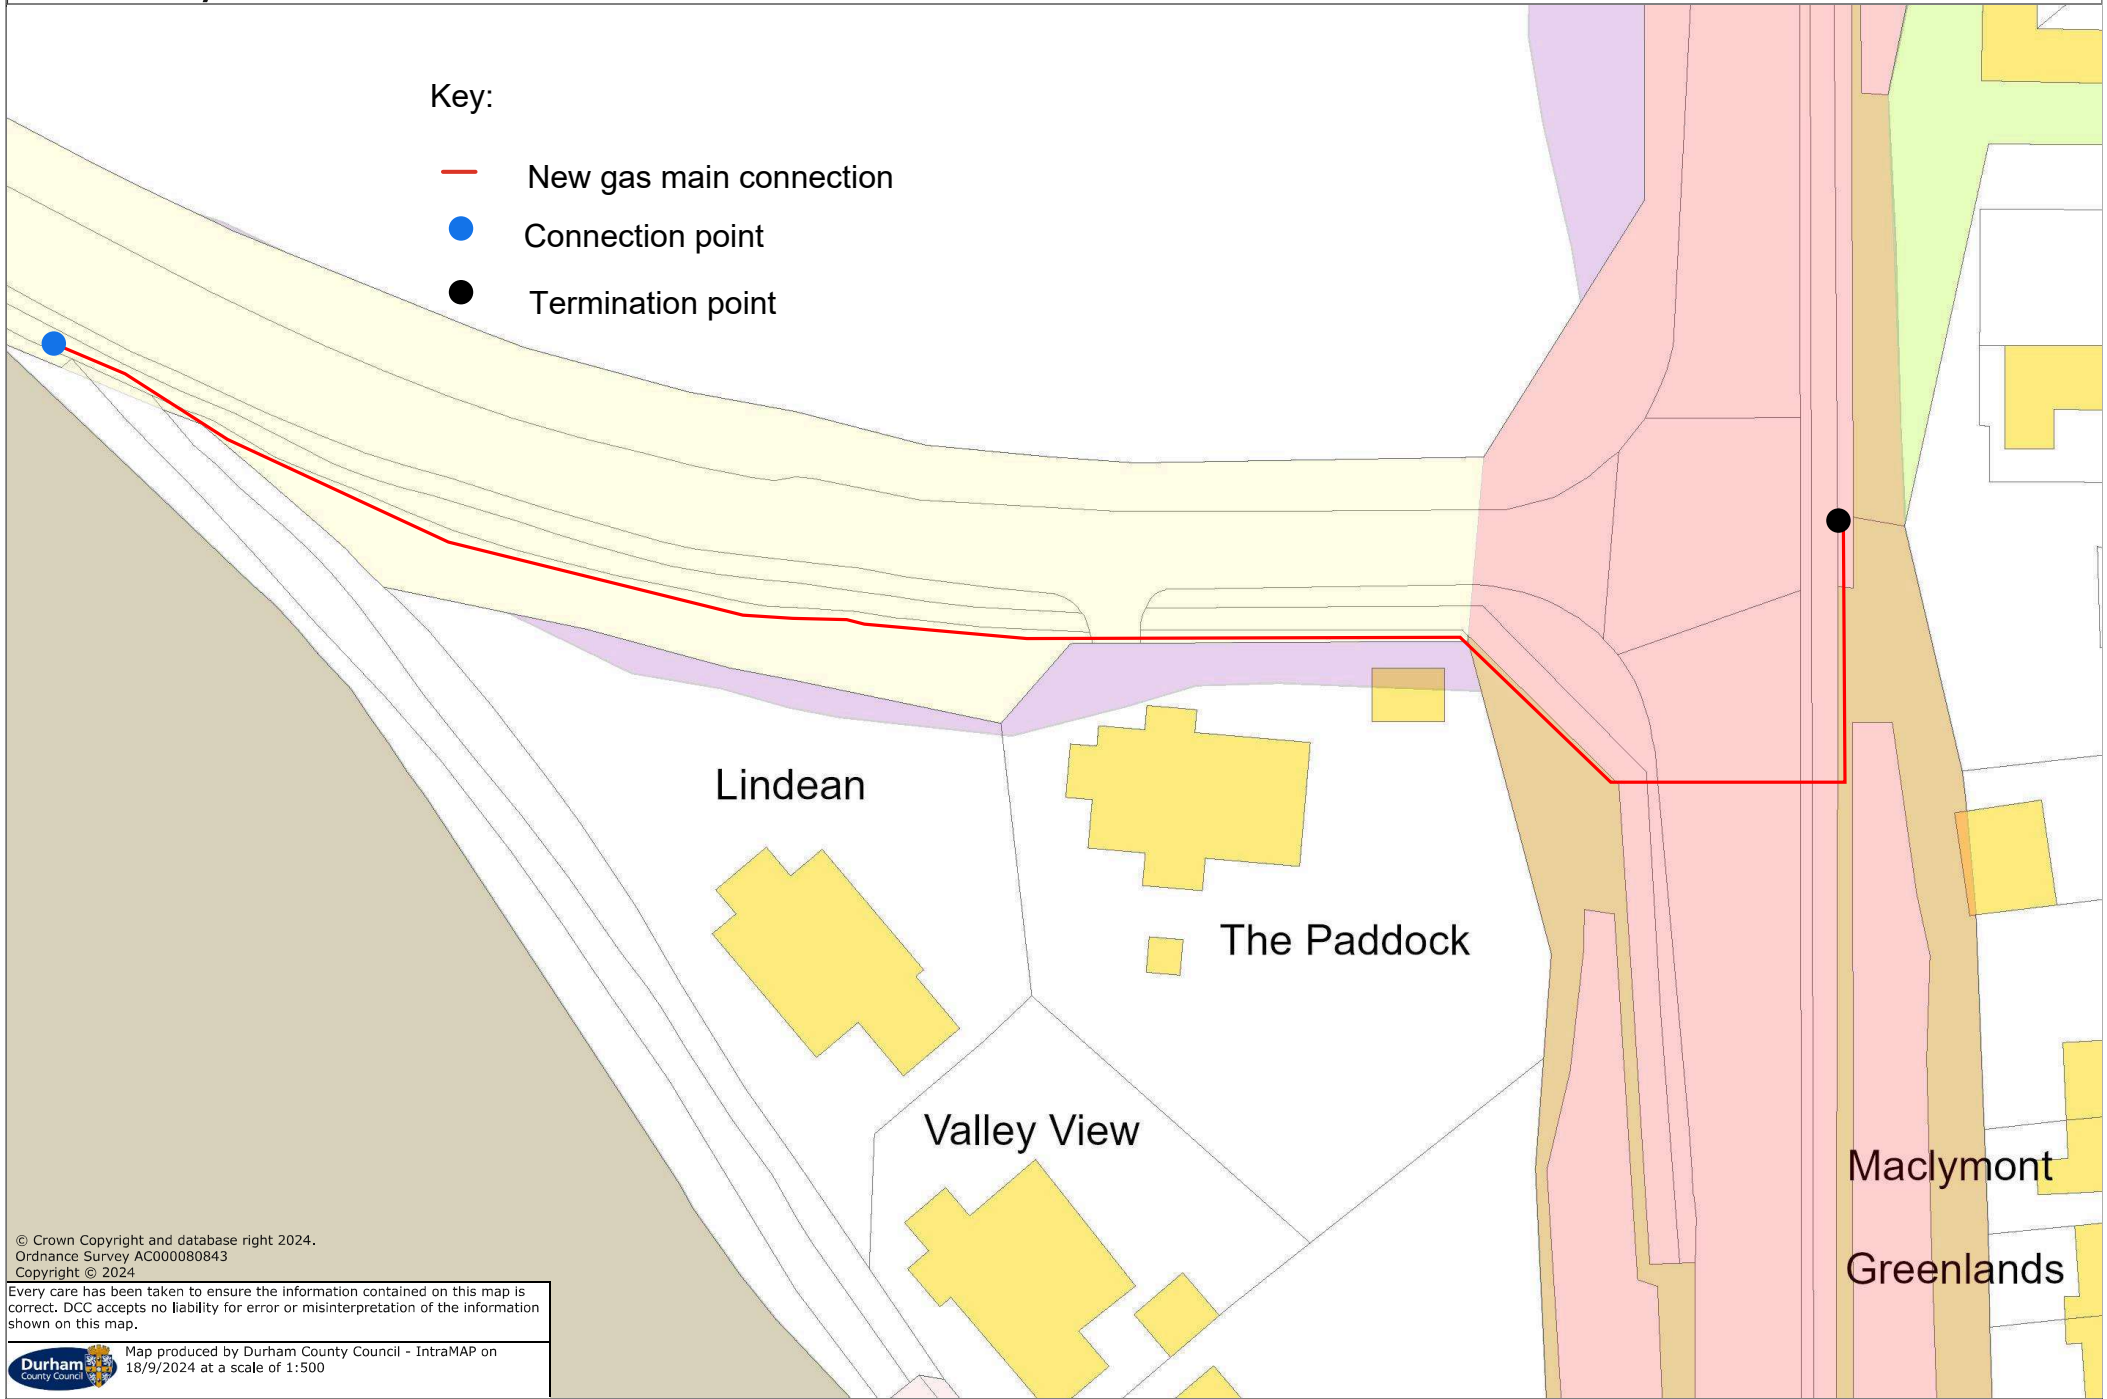 Key:
New gas main connection
Connection point
Termination point
Lindean
The Paddock
Valley View
Maclymont
Greenlands
© Crown Copyright and database right 2024.
Ordnance Survey AC000080843
Copyright © 2024
Every care has been taken to ensure the information contained on this map is
correct. DCC accepts no liability for error or misinterpretation of the information
shown on this map.
Durham
County Council
Map produced by Durham County Council - IntraMAP on
18/9/2024 at a scale of 1:500